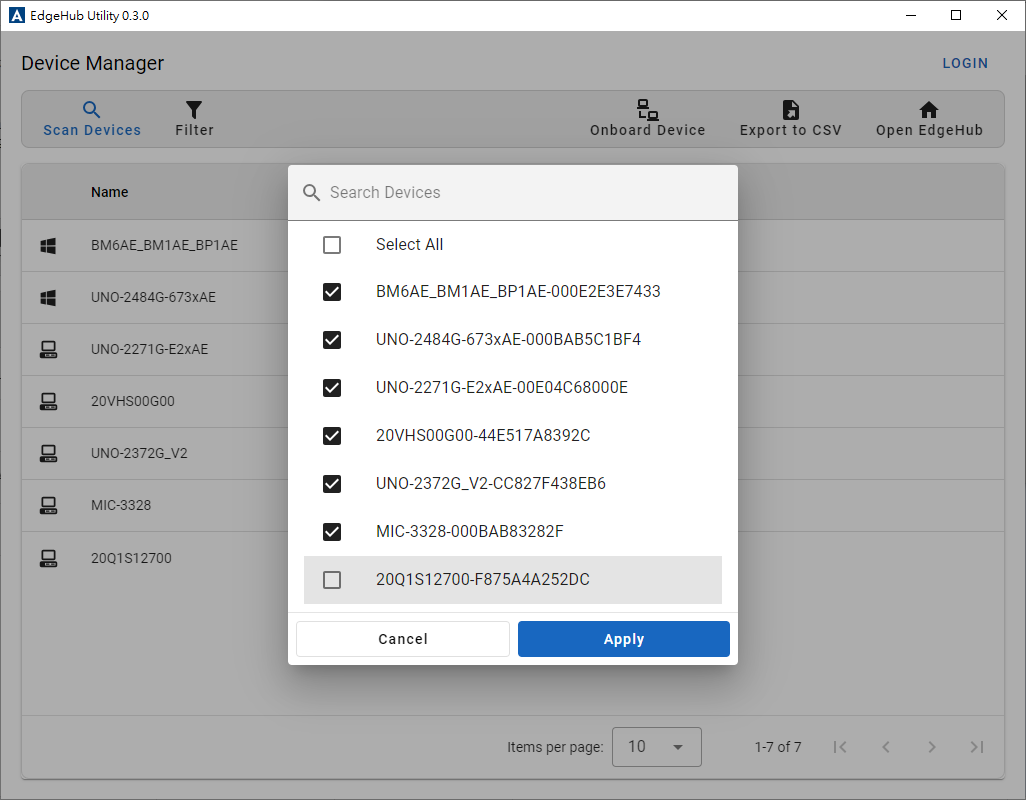 EdgeHub Utility 0.3.0
Device Manager
LOGIN
Scan Devices
Filter
Onboard Device
Export to CSV
Open EdgeHub
Name
BM6AE_BM1AE_BP1AE
UNO-2484G-673xAE
UNO-2271G-E2xAE
20VHS00G00
UNO-2372G_V2
MIC-3328
20Q1S12700
Search Devices
Select All
BM6AE_BM1AE_BP1AE-000E2E3E7433
UNO-2484G-673xAE-000BAB5C1BF4
UNO-2271G-E2xAE-00E04C68000E
20VHS00G00-44E517A8392C
UNO-2372G_V2-CC827F438EB6
MIC-3328-000BAB83282F
20Q1S12700-F875A4A252DC
Cancel
Apply
Items per page:
10
1-7 of 7